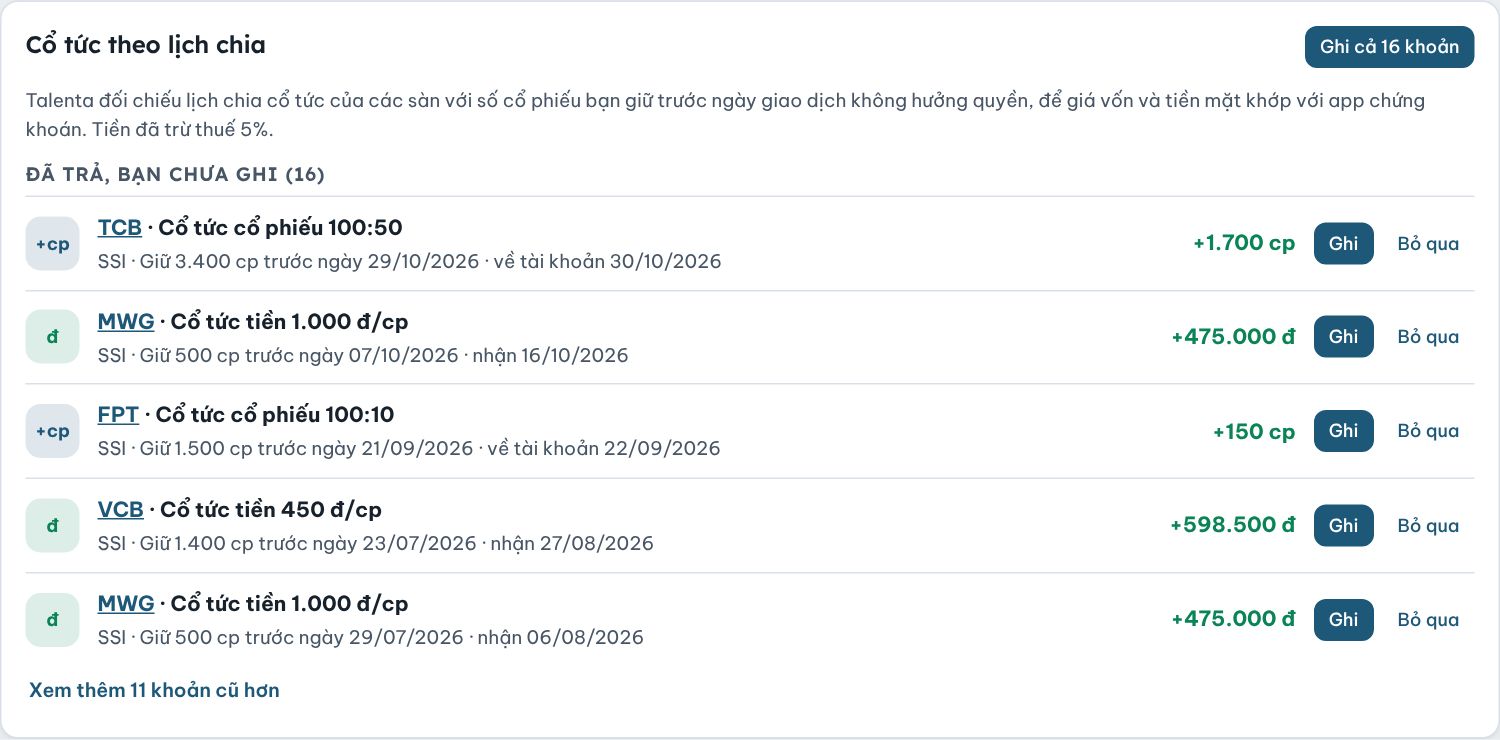 Cổ tức theo lịch chia
Ghi cả 16 khoản
Talenta đối chiếu lịch chia cổ tức của các sàn với số cổ phiếu bạn giữ trước ngày giao dịch không hưởng quyền, để giá vốn và tiền mặt khớp với app chứng
khoán. Tiền đã trừ thuế 5%.
ĐÃ TRẢ, BẠN CHƯA GHI (16)
+cp
TCB · Cổ tức cổ phiếu 100:50
SSI · Giữ 3.400 cp trước ngày 29/10/2026 · về tài khoản 30/10/2026
+1.700 cp
Ghi
Bỏ qua
đ
MWG · Cổ tức tiền 1.000 đ/cp
SSI · Giữ 500 cp trước ngày 07/10/2026 · nhận 16/10/2026
+475.000 đ
Ghi
Bỏ qua
+cp
FPT · Cổ tức cổ phiếu 100:10
SSI · Giữ 1.500 cp trước ngày 21/09/2026 · về tài khoản 22/09/2026
+150 cp
Ghi
Bỏ qua
đ
VCB · Cổ tức tiền 450 đ/cp
SSI · Giữ 1.400 cp trước ngày 23/07/2026 · nhận 27/08/2026
+598.500 đ
Ghi
Bỏ qua
đ
MWG · Cổ tức tiền 1.000 đ/cp
SSI · Giữ 500 cp trước ngày 29/07/2026 · nhận 06/08/2026
+475.000 đ
Ghi
Bỏ qua
Xem thêm 11 khoản cũ hơn